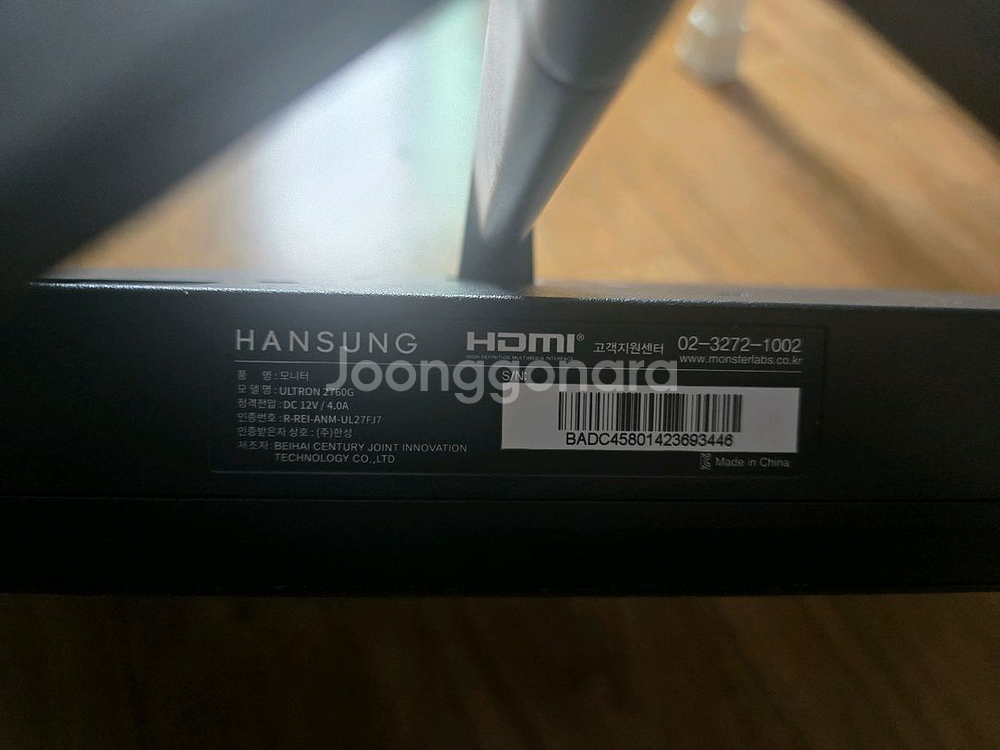 HANSUNG
HDMI®
HIGH-DEFINITION MULTIMEDIA INTERFACE
고객지원센터 02-3272-1002
www.monsterlabs.co.kr
Joonggonara
품 명 : 모니터
모 델 명 : ULTRON 2760G
정격전압 : DC 12V / 4.0A
인증번호 : R-REI-ANM-UL27FJ7
인증받은자 상호 : (주)한성
제조자 : BEIHAI CENTURY JOINT INNOVATION
TECHNOLOGY CO.,LTD
S/N:
BADC45801423693446
Made in China